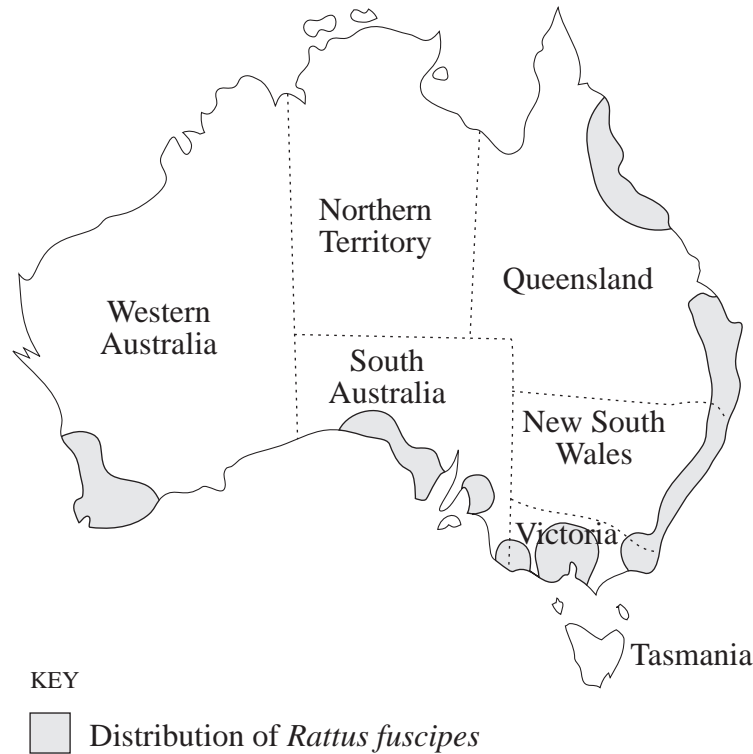 Northern
Territory
Queensland
Western
Australia
South
Australia
New South
Wales
Victoria
Tasmania
KEY
Distribution of Rattus fuscipes